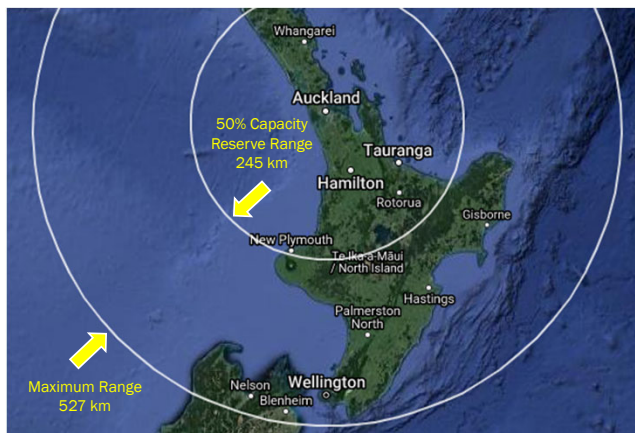 Whangarei
Auckland
50% Capacity
Reserve Range
245 km
Tauranga
Hamilton
Rotorua
Gisborne
New Plymouth
Te Ika-a-Māui
/ North Island
Hastings
Palmerston
North
Maximum Range
527 km
Nelson
Wellington
Blenheim